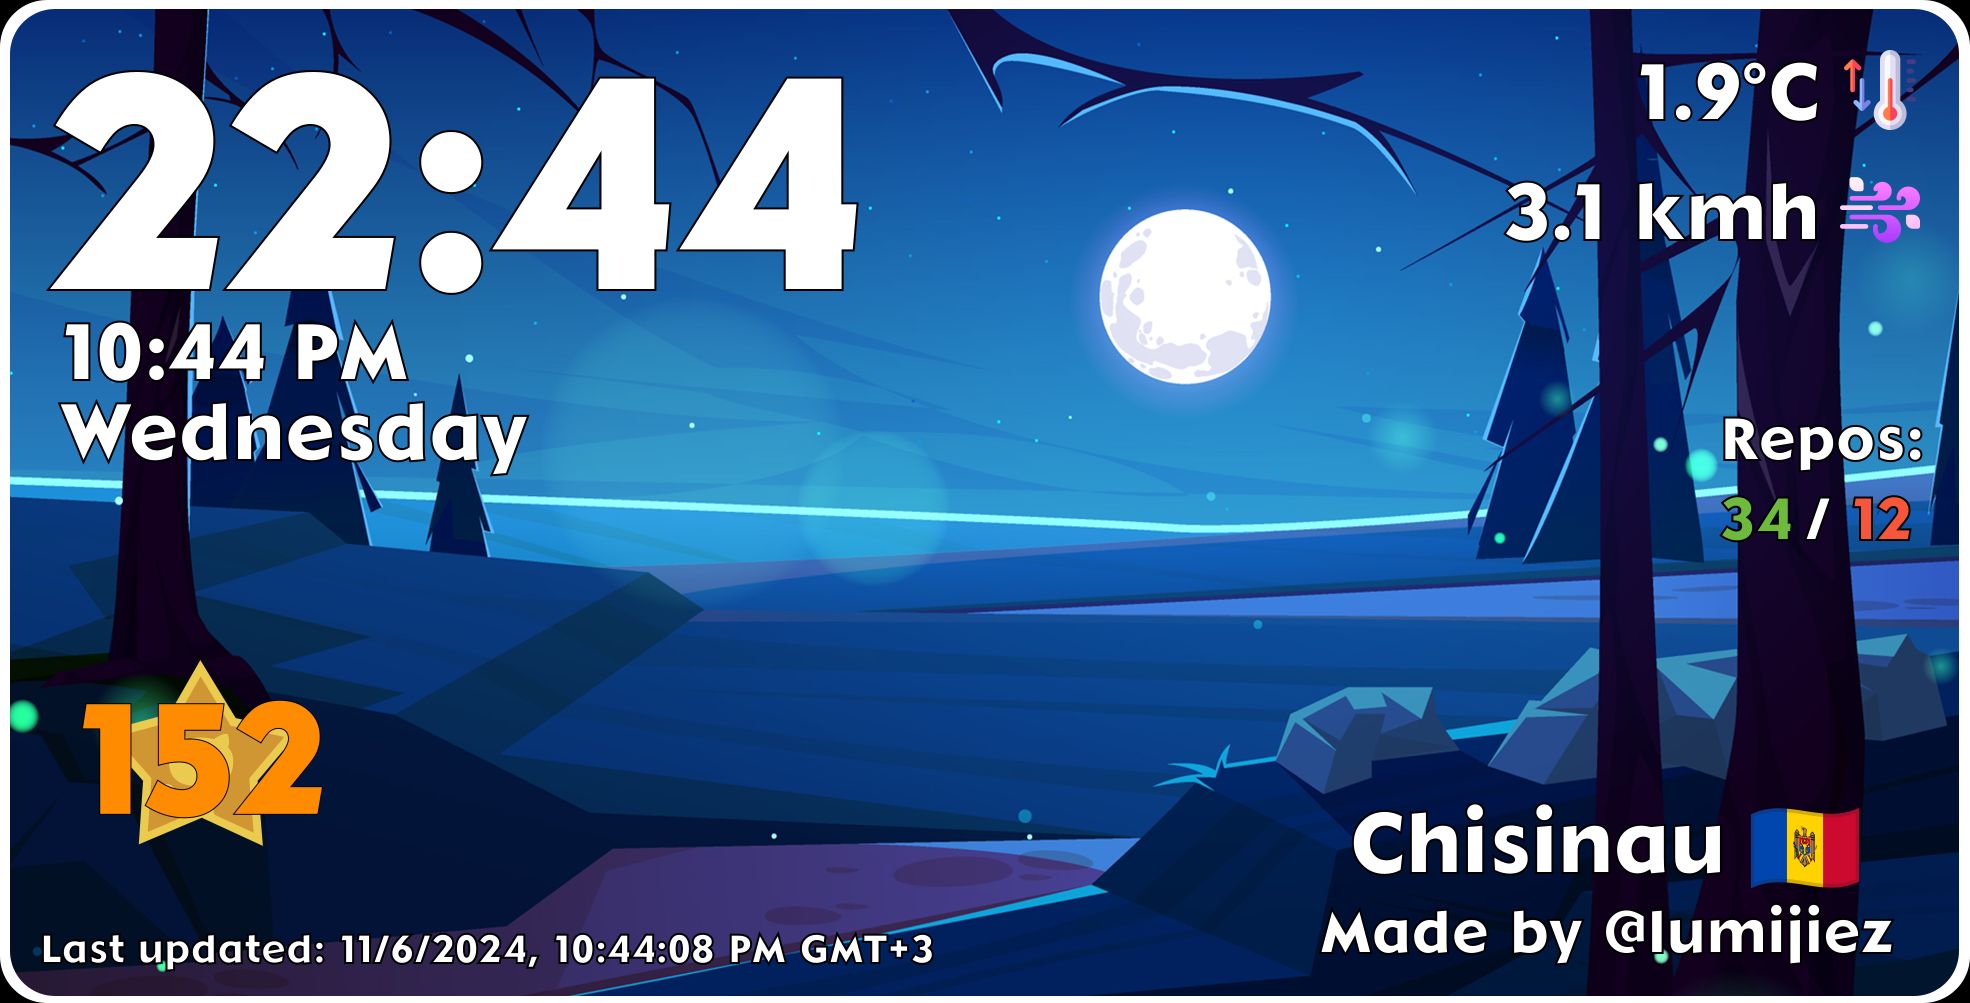 22:44
10:44 PM
Wednesday
1.9°C
3.1 kmh
Repos:
34 / 12
152
Chisinau
Made by @lumijiez
Last updated: 11/6/2024, 10:44:08 PM GMT+3